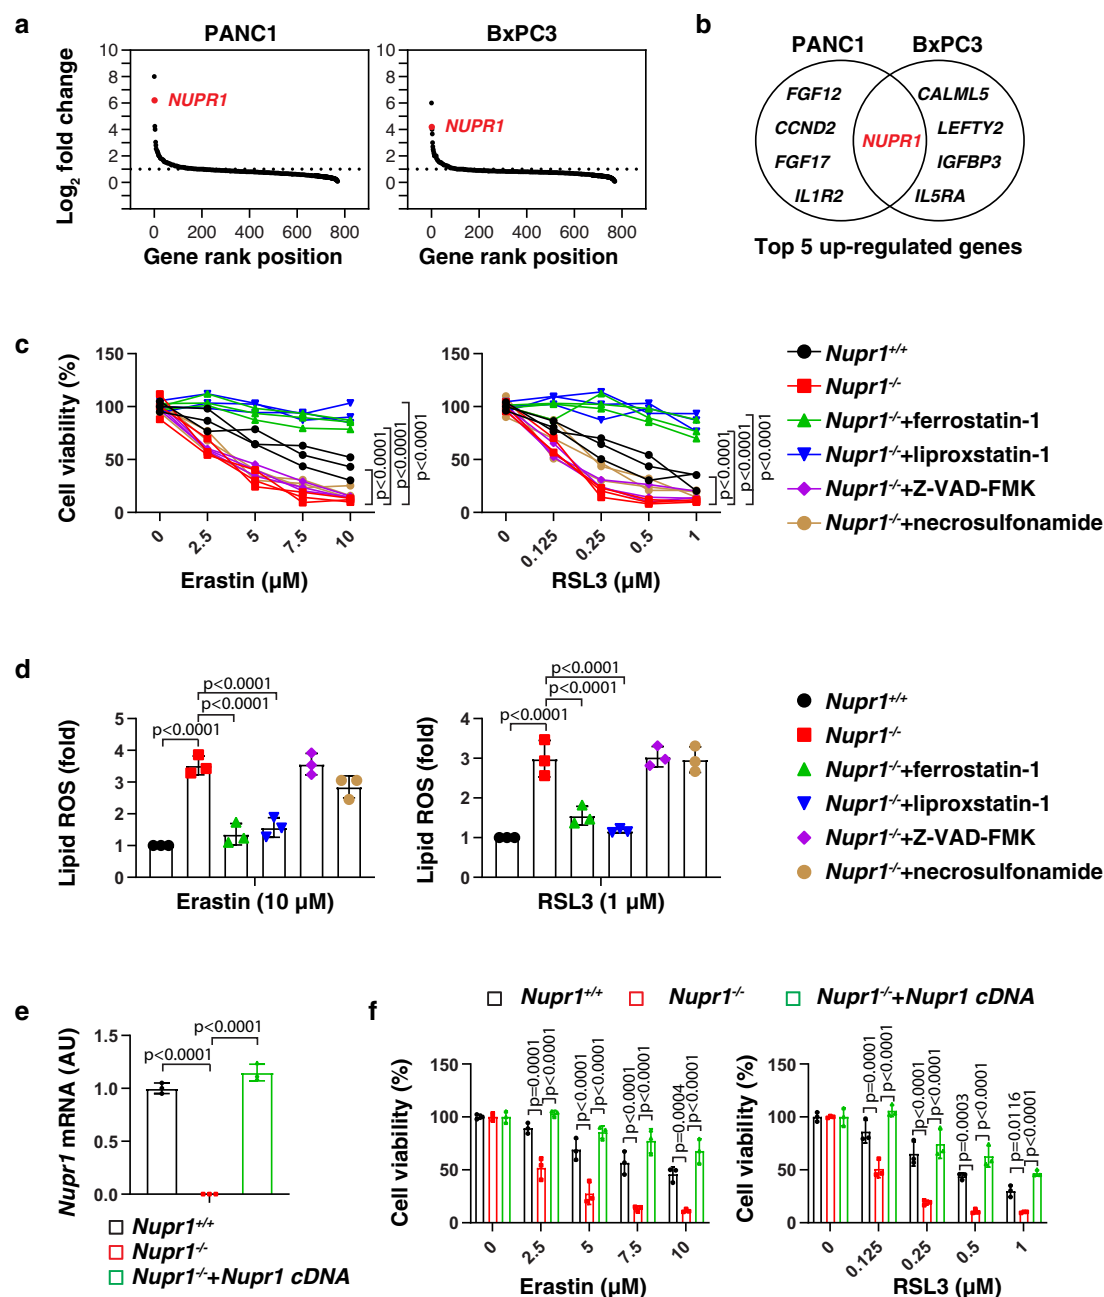 a
PANC1
BxPC3
Log2 fold change
10
8
6
4
2
0
NUPR1
0 200 400 600 800
Gene rank position
10
8
6
4
2
0
NUPR1
0 200 400 600 800
Gene rank position
b
PANC1
BxPC3
FGF12
CCND2
FGF17
IL1R2
NUPR1
CALML5
LEFTY2
IGFBP3
IL5RA
Top 5 up-regulated genes
c
Cell viability (%)
150
100
50
0
0 2.5 5 7.5 10
Erastin (µM)
p<0.0001
p<0.0001
p<0.0001
150
100
50
0
0 0.125 0.25 0.5 1
RSL3 (µM)
p<0.0001
p<0.0001
p<0.0001
Nupr1+/+
Nupr1-/-
Nupr1-/-+ferrostatin-1
Nupr1-/-+liproxstatin-1
Nupr1-/-+Z-VAD-FMK
Nupr1-/-+necrosulfonamide
d
Lipid ROS (fold)
5
4
3
2
1
0
p<0.0001
p<0.0001
p<0.0001
Erastin (10 µM)
Lipid ROS (fold)
5
4
3
2
1
0
p<0.0001
p<0.0001
p<0.0001
RSL3 (1 µM)
Nupr1+/+
Nupr1-/-
Nupr1-/-+ferrostatin-1
Nupr1-/-+liproxstatin-1
Nupr1-/-+Z-VAD-FMK
Nupr1-/-+necrosulfonamide
e
Nupr1 mRNA (AU)
1.5
1.0
0.5
0.0
p<0.0001
p<0.0001
Nupr1+/+
Nupr1-/-
Nupr1-/-+Nupr1 cDNA
f
Nupr1+/+
Nupr1-/-
Nupr1-/-+Nupr1 cDNA
Cell viability (%)
150
100
50
0
p=0.0001
p<0.0001
p<0.0001
p<0.0001
p<0.0001
p<0.0001
p=0.0004
p<0.0001
0 2.5 5 7.5 10
Erastin (µM)
Cell viability (%)
150
100
50
0
p=0.0001
p<0.0001
p<0.0001
p<0.0001
p=0.0003
p<0.0001
p=0.0116
p<0.0001
0 0.125 0.25 0.5 1
RSL3 (µM)